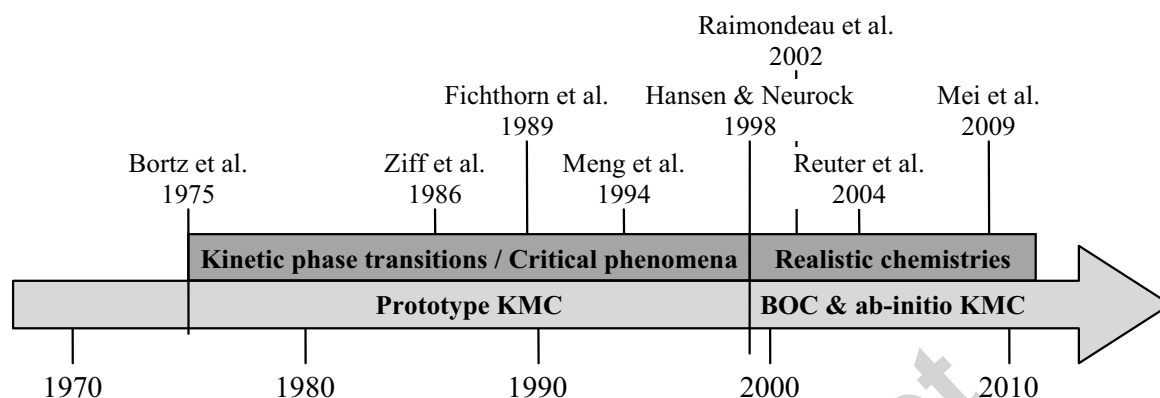 Raimondeau et al.
2002
Fichthorn et al.
1989
Hansen & Neurock
1998
Mei et al.
2009
Bortz et al.
1975
Ziff et al.
1986
Meng et al.
1994
Reuter et al.
2004
Kinetic phase transitions / Critical phenomena
Realistic chemistries
Prototype KMC
BOC & ab-initio KMC
1970
1980
1990
2000
2010